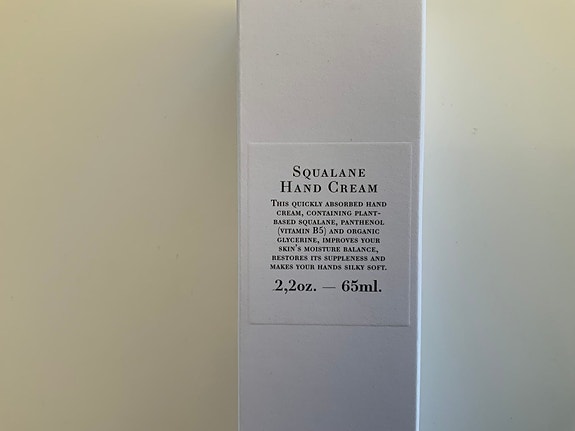 Squalane
Hand Cream
This quickly absorbed hand
cream, containing plant-
based squalane, panthenol
(vitamin B5) and organic
glycerine, improves your
skin's moisture balance,
restores its suppleness and
makes your hands silky soft.
2,2oz. — 65ml.